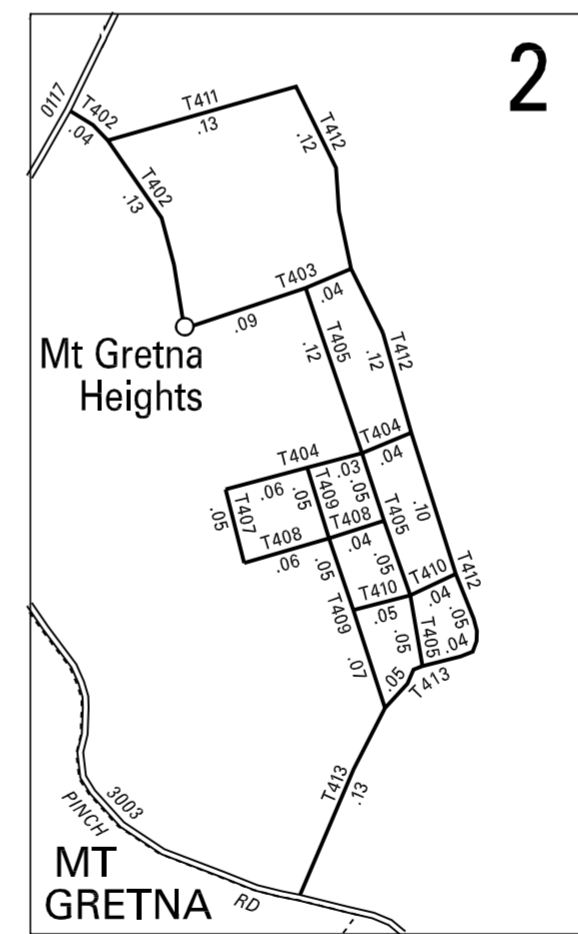 2
0117
T402
.04
T411
.13
T412
.12
T402
.13
T403
.04
.09
Mt Gretna
Heights
.12
T405
.12
T412
T404
.04
T404
.03
.06
.05
T409
.05
.05
T407
T408
.04
T405
.10
T408
.06
.05
.05
T410
T410
T412
.04
.05
T409
.05
.05
T405
.04
.07
.05
T413
T413
.13
3003
PINCH
MT
GRETNA
RD